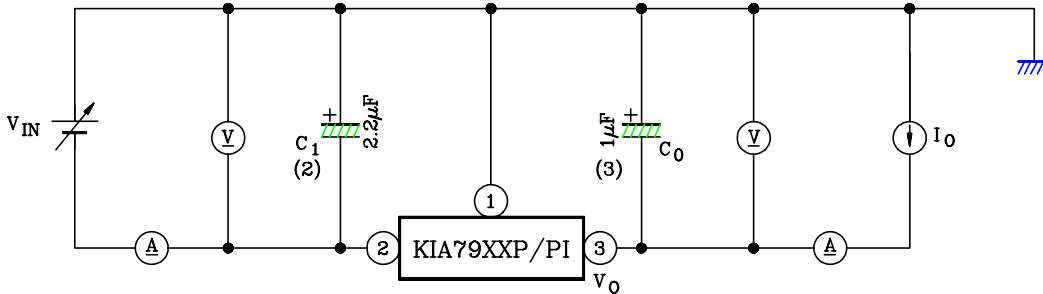 V_IN
A
V
+
C_1
(2)
2.2μF
1
2
KIA79XXP/PI
3
V_O
1μF
+
C_O
(3)
V
A
I_O